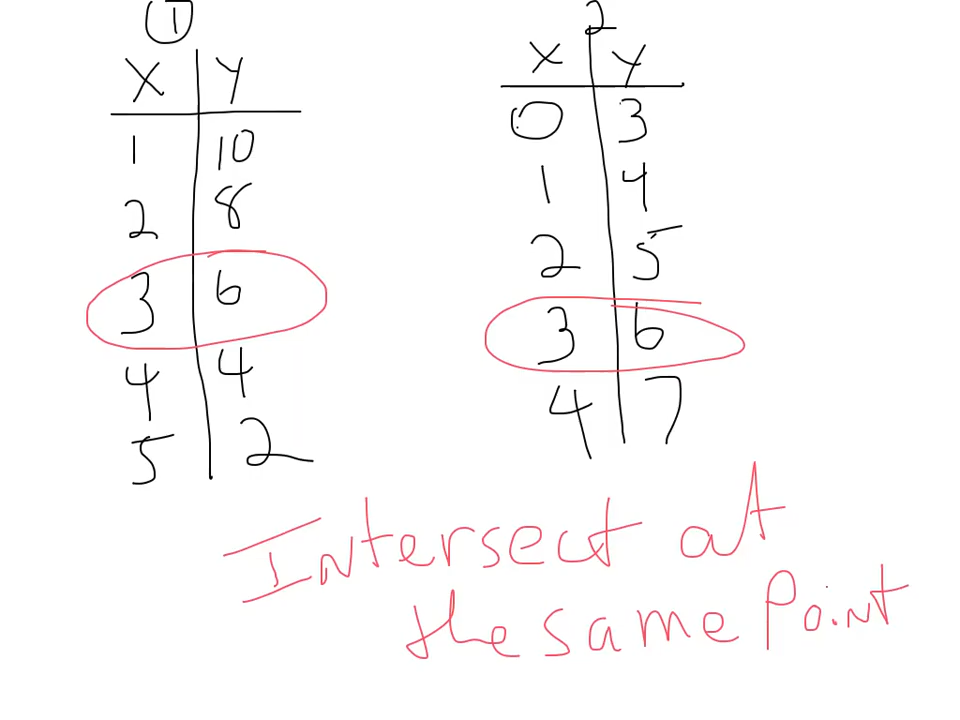 ① 2
X Y X Y
1 10 0 3
2 8 1 4
3 6 2 5
4 4 3 6
5 2 4 7
Intersect at
the same Point